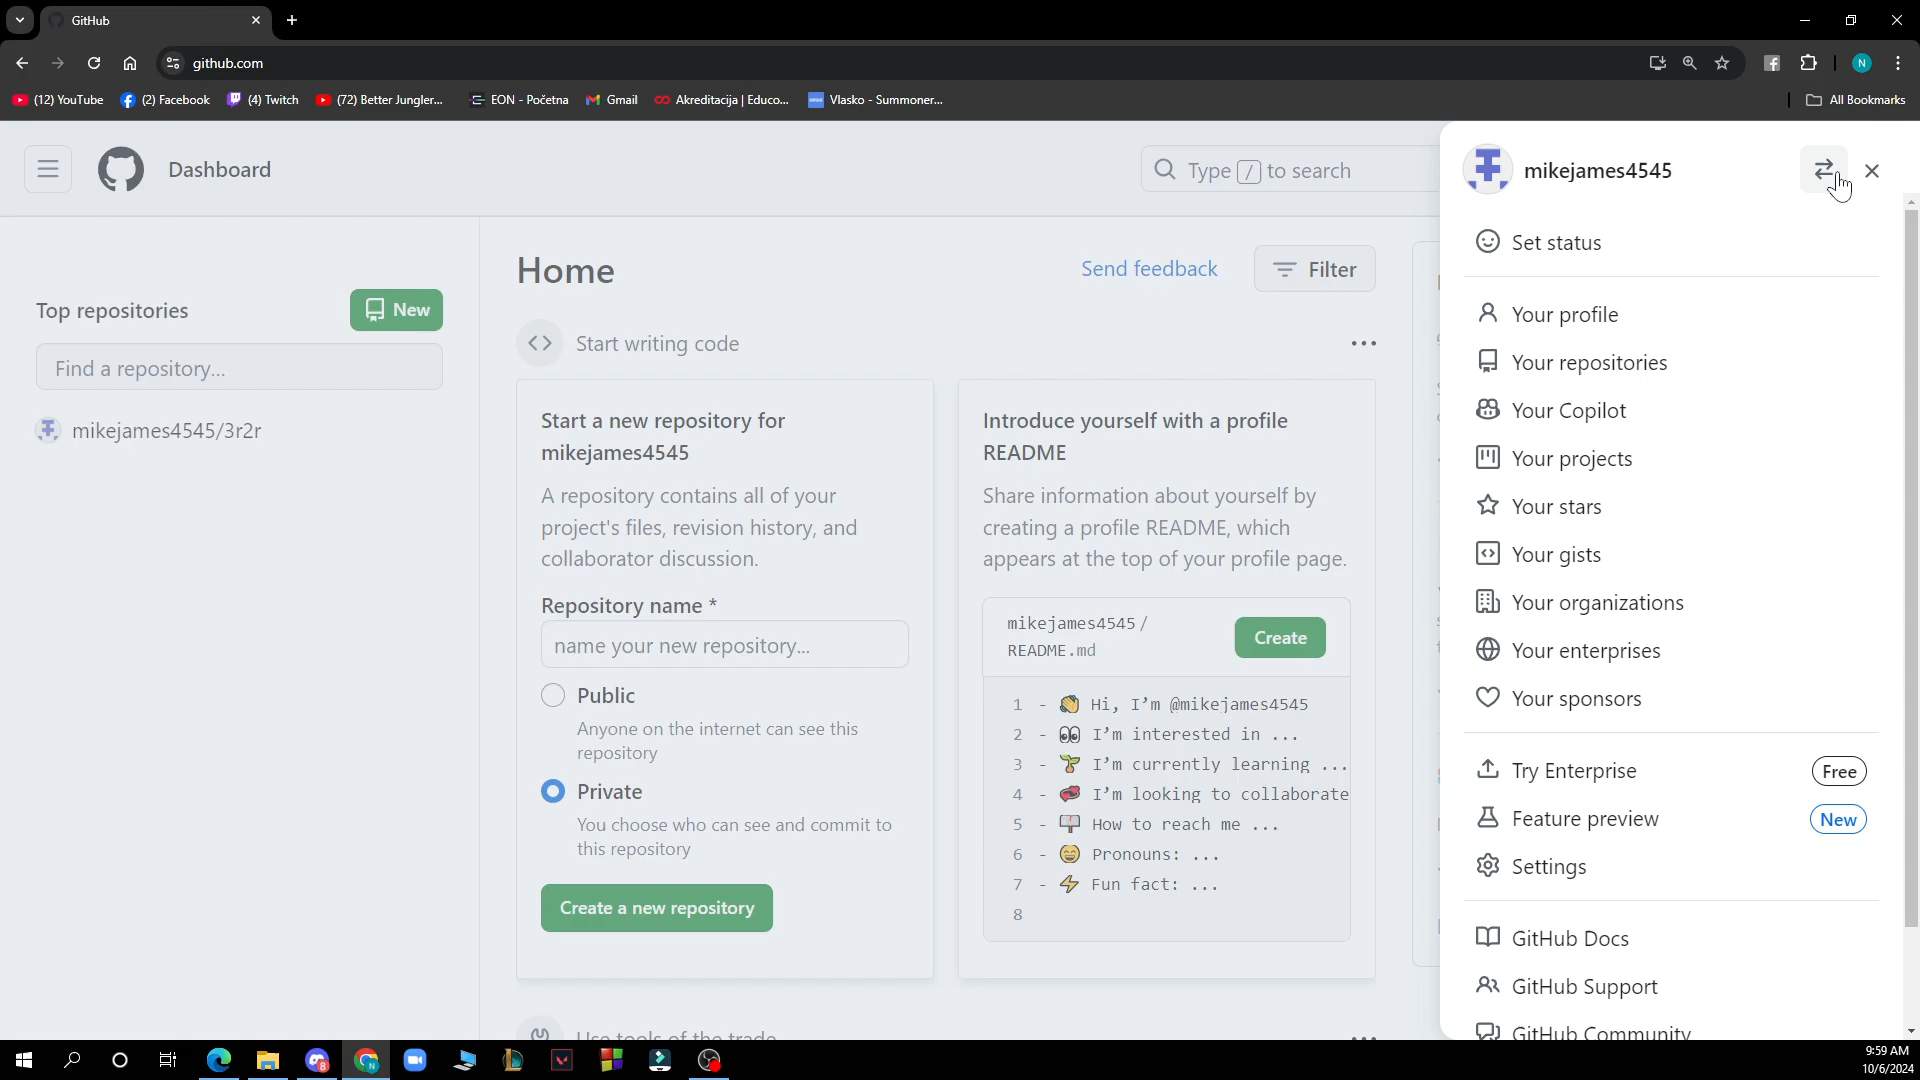 GitHub
github.com
(12) YouTube
(2) Facebook
(4) Twitch
(72) Better Jungler...
EON - Početna
Gmail
Akreditacija | Educo...
Vlasko - Summoner...
All Bookmarks
N
Dashboard
Type / to search
mikejames4545
Set status
Your profile
Your repositories
Your Copilot
Your projects
Your stars
Your gists
Your organizations
Your enterprises
Your sponsors
Try Enterprise
Free
Feature preview
New
Settings
GitHub Docs
GitHub Support
GitHub Community
Top repositories
New
Find a repository...
mikejames4545/3r2r
Home
Send feedback
Filter
Start writing code
Start a new repository for
mikejames4545
A repository contains all of your
project's files, revision history, and
collaborator discussion.
Repository name *
name your new repository...
Public
Anyone on the internet can see this
repository
Private
You choose who can see and commit to
this repository
Create a new repository
Introduce yourself with a profile
README
Share information about yourself by
creating a profile README, which
appears at the top of your profile page.
mikejames4545 /
README.md
Create
1 - 👋 Hi, I’m @mikejames4545
2 - 👀 I’m interested in ...
3 - 🌱 I’m currently learning ...
4 - 💞️ I’m looking to collaborate
5 - 📫 How to reach me ...
6 - 😄 Pronouns: ...
7 - ⚡ Fun fact: ...
8
Use tools of the trade
9:59 AM
10/6/2024